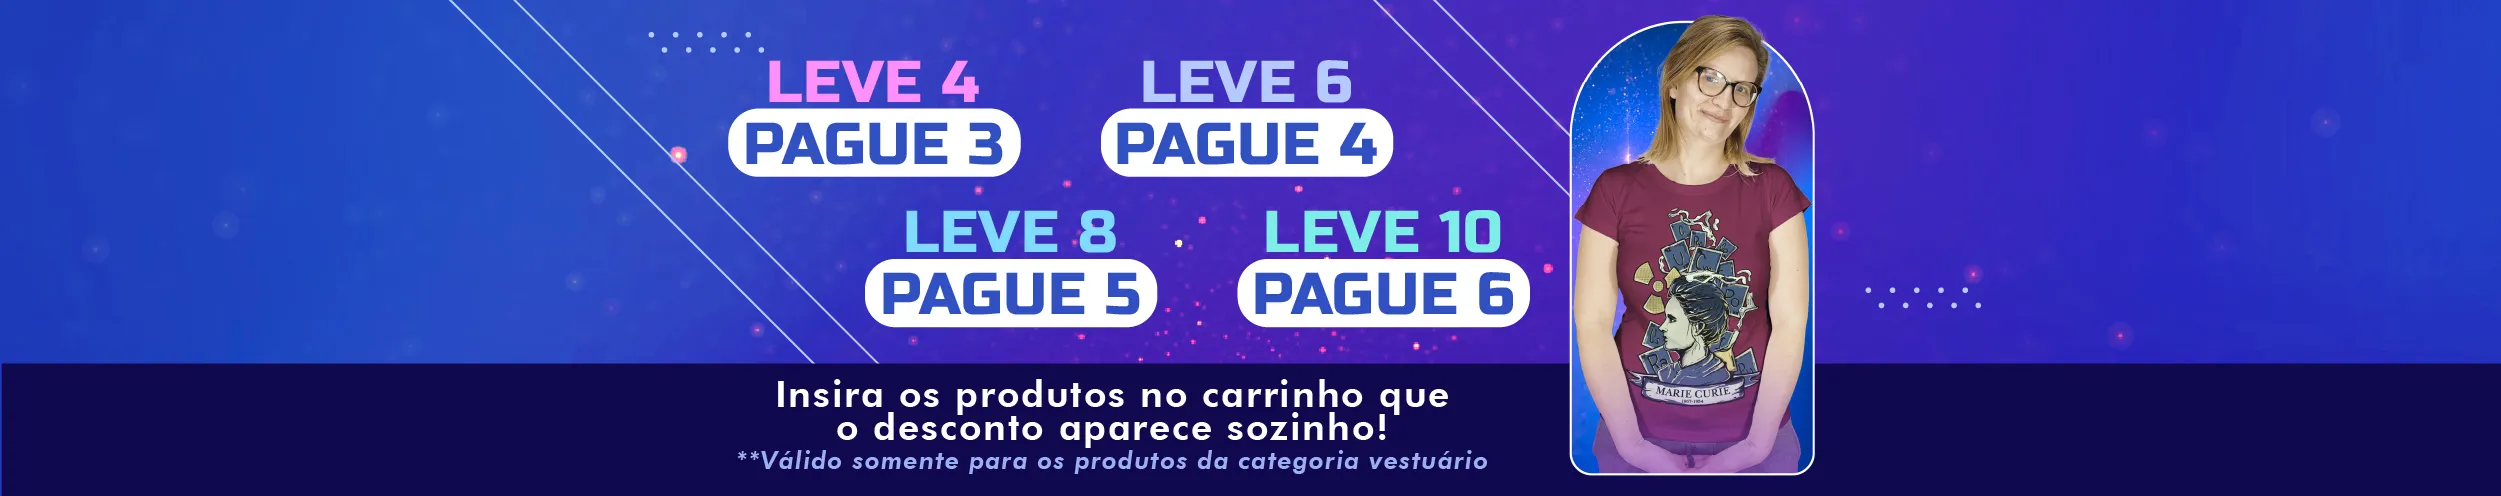 LEVE 4
PAGUE 3
LEVE 6
PAGUE 4
LEVE 8
PAGUE 5
LEVE 10
PAGUE 6
Insira os produtos no carrinho que
o desconto aparece sozinho!
**Válido somente para os produtos da categoria vestuário
MARIE CURIE